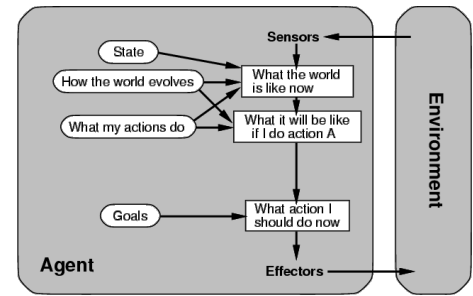 Sensors
State
What the world
is like now
How the world evolves
What it will be like
if I do action A
What my actions do
Environment
What action I
should do now
Goals
Agent
Effectors